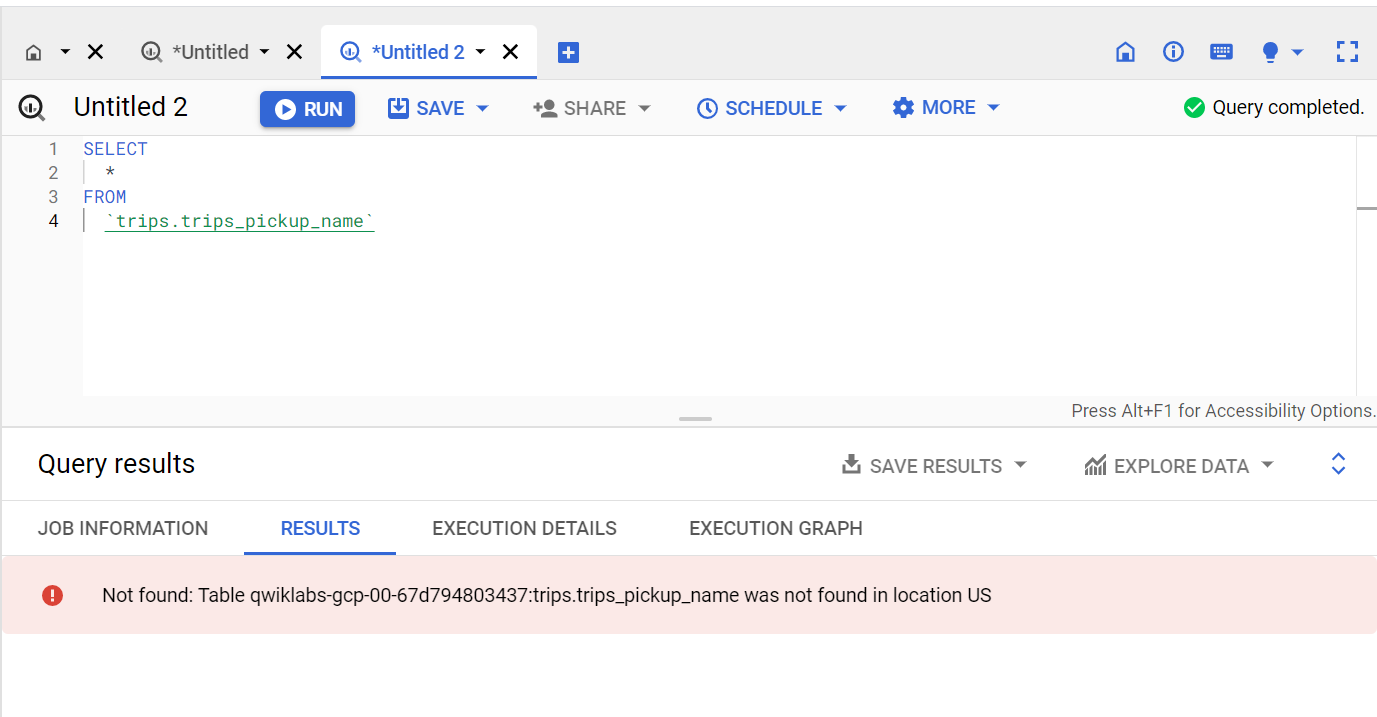 *Untitled
*Untitled 2
Untitled 2
RUN
SAVE
SHARE
SCHEDULE
MORE
Query completed.
1 SELECT
2 *
3 FROM
4 `trips.trips_pickup_name`
Press Alt+F1 for Accessibility Options.
Query results
SAVE RESULTS
EXPLORE DATA
JOB INFORMATION
RESULTS
EXECUTION DETAILS
EXECUTION GRAPH
Not found: Table qwiklabs-gcp-00-67d794803437:trips.trips_pickup_name was not found in location US